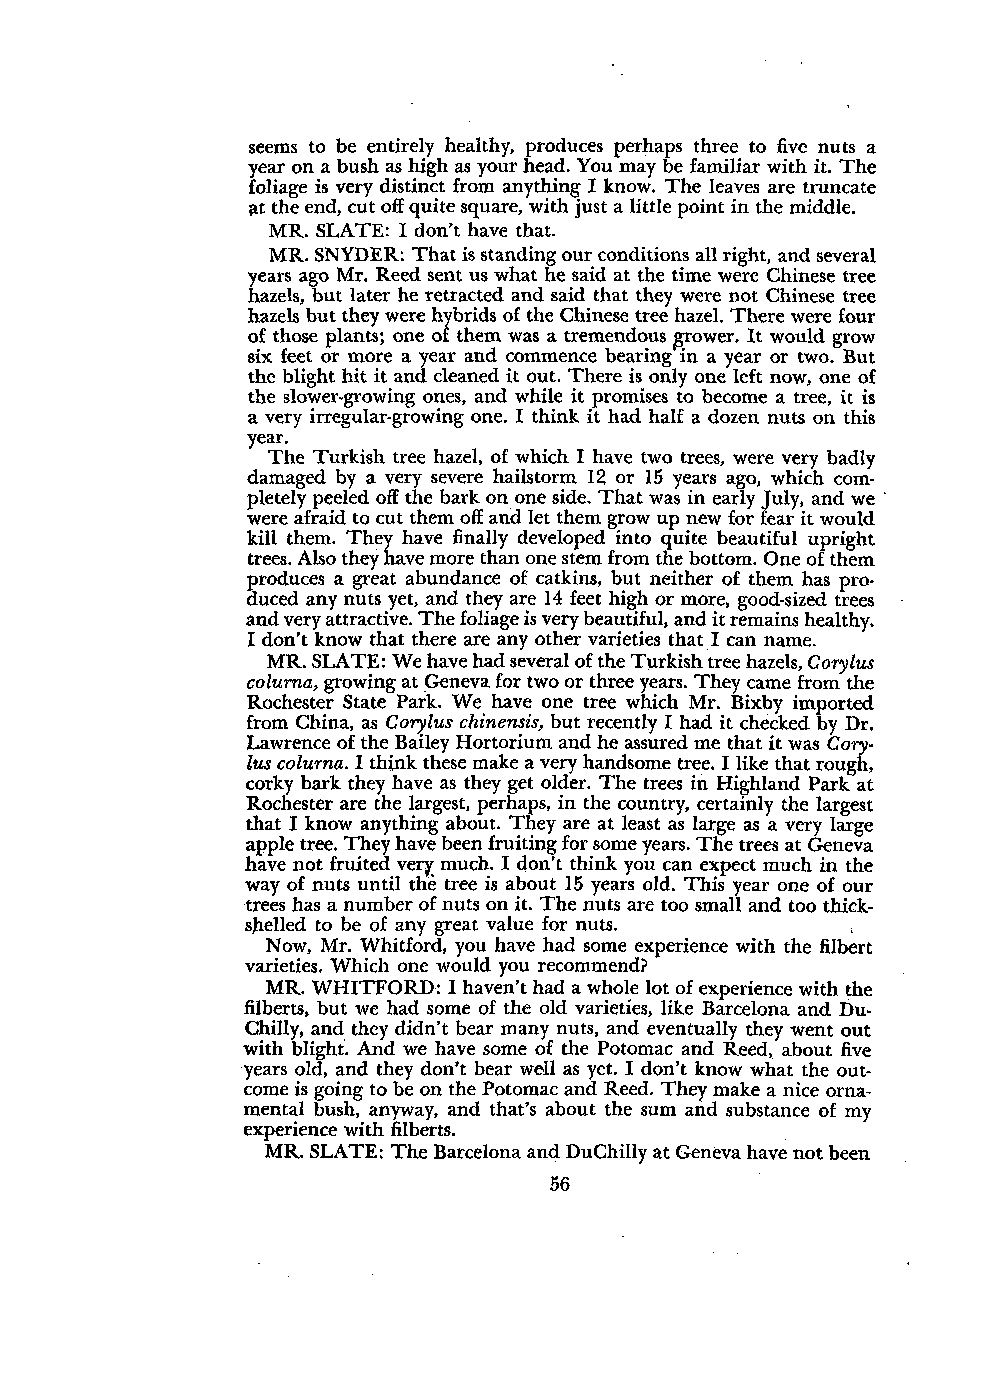 seems to be entirely healthy, produces perhaps three to five nuts a
year on a bush as high as your head. You may be familiar with it. The
foliage is very distinct from anything I know. The leaves are truncate
at the end, cut off quite square, with just a little point in the middle.
MR. SLATE: I don't have that.
MR. SNYDER: That is standing our conditions all right, and several
years ago Mr. Reed sent us what he said at the time were Chinese tree
hazels, but later he retracted and said that they were not Chinese tree
hazels but they were hybrids of the Chinese tree hazel. There were four
of those plants; one of them was a tremendous grower. It would grow
six feet or more a year and commence bearing in a year or two. But
the blight hit it and cleaned it out. There is only one left now, one of
the slower-growing ones, and while it promises to become a tree, it is
a very irregular-growing one. I think it had half a dozen nuts on this
year.
The Turkish tree hazel, of which I have two trees, were very badly
damaged by a very severe hailstorm 12 or 15 years ago, which com-
pletely peeled off the bark on one side. That was in early July, and we
were afraid to cut them off and let them grow up new for fear it would
kill them. They have finally developed into quite beautiful upright
trees. Also they have more than one stem from the bottom. One of them
produces a great abundance of catkins, but neither of them has pro-
duced any nuts yet, and they are 14 feet high or more, good-sized trees
and very attractive. The foliage is very beautiful, and it remains healthy.
I don't know that there are any other varieties that I can name.
MR. SLATE: We have had several of the Turkish tree hazels, Corylus
colurna, growing at Geneva for two or three years. They came from the
Rochester State Park. We have one tree which Mr. Bixby imported
from China, as Corylus chinensis, but recently I had it checked by Dr.
Lawrence of the Bailey Hortorium and he assured me that it was Cory-
lus colurna. I think these make a very handsome tree. I like that rough,
corky bark they have as they get older. The trees in Highland Park at
Rochester are the largest, perhaps, in the country, certainly the largest
that I know anything about. They are at least as large as a very large
apple tree. They have been fruiting for some years. The trees at Geneva
have not fruited very much. I don't think you can expect much in the
way of nuts until the tree is about 15 years old. This year one of our
trees has a number of nuts on it. The nuts are too small and too thick-
shelled to be of any great value for nuts.
Now, Mr. Whitford, you have had some experience with the filbert
varieties. Which one would you recommend?
MR. WHITFORD: I haven't had a whole lot of experience with the
filberts, but we had some of the old varieties, like Barcelona and Du-
Chilly, and they didn't bear many nuts, and eventually they went out
with blight. And we have some of the Potomac and Reed, about five
years old, and they don't bear well as yet. I don't know what the out-
come is going to be on the Potomac and Reed. They make a nice orna-
mental bush, anyway, and that's about the sum and substance of my
experience with filberts.
MR. SLATE: The Barcelona and DuChilly at Geneva have not been
56